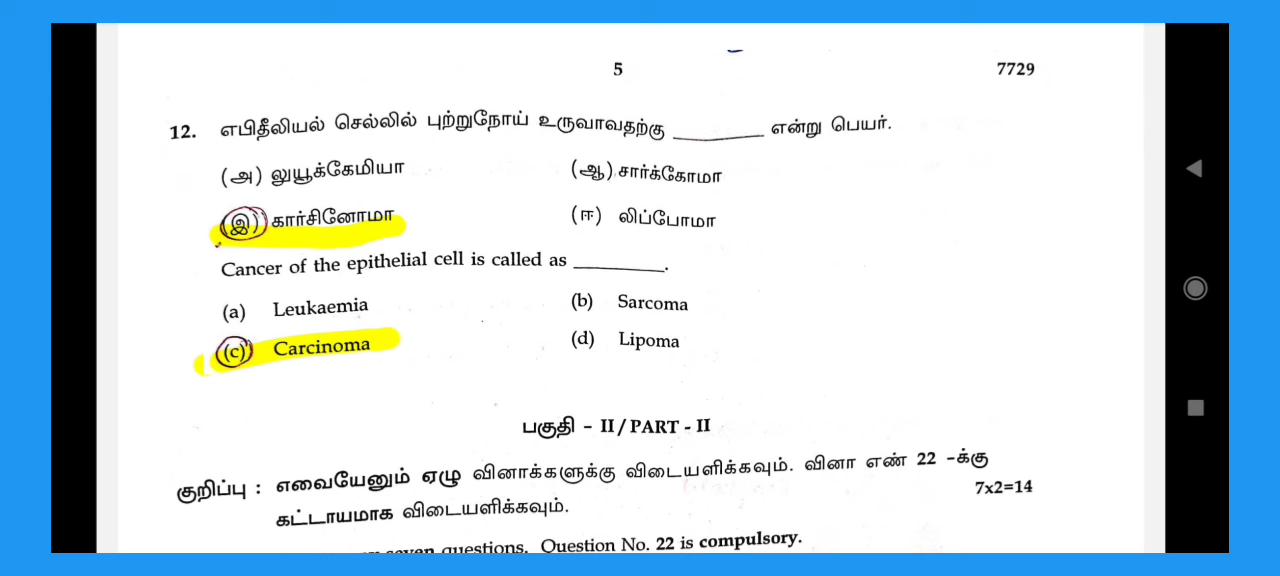 5
7729
12. எபிதீலியல் செல்லில் புற்றுநோய் உருவாவதற்கு ________ என்று பெயர்.
(அ) லுயூக்கேமியா (ஆ) சார்க்கோமா
(இ) கார்சினோமா (ஈ) லிப்போமா
Cancer of the epithelial cell is called as ________.
(a) Leukaemia (b) Sarcoma
(c) Carcinoma (d) Lipoma
பகுதி - II / PART - II
குறிப்பு : எவையேனும் ஏழு வினாக்களுக்கு விடையளிக்கவும். வினா எண் 22 -க்கு
கட்டாயமாக விடையளிக்கவும். 7x2=14
seven questions. Question No. 22 is compulsory.